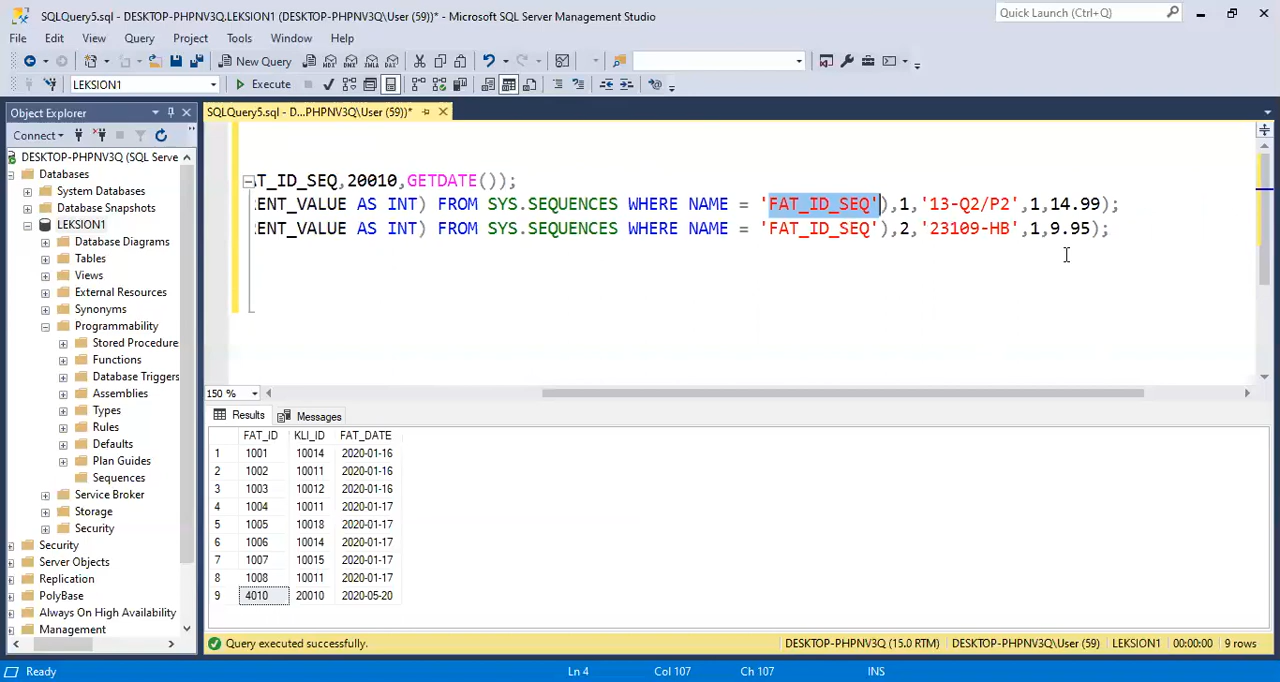 SQLQuery5.sql - DESKTOP-PHPNV3Q.LEKSION1 (DESKTOP-PHPNV3Q\User (59))* - Microsoft SQL Server Management Studio
Quick Launch (Ctrl+Q)
File Edit View Query Project Tools Window Help
New Query
MDX DMX XMLA DAX
LEKSION1
Execute
Object Explorer
SQLQuery5.sql - D...PHPNV3Q\User (59))*
Connect
DESKTOP-PHPNV3Q (SQL Serve
Databases
System Databases
Database Snapshots
LEKSION1
Database Diagrams
Tables
Views
External Resources
Synonyms
Programmability
Stored Procedure
Functions
Database Triggers
Assemblies
Types
Rules
Defaults
Plan Guides
Sequences
Service Broker
Storage
Security
Security
Server Objects
Replication
PolyBase
Always On High Availability
Management
AT_ID_SEQ,20010,GETDATE());
RENT_VALUE AS INT) FROM SYS.SEQUENCES WHERE NAME = 'FAT_ID_SEQ'),1,'13-Q2/P2',1,14.99);
RENT_VALUE AS INT) FROM SYS.SEQUENCES WHERE NAME = 'FAT_ID_SEQ'),2,'23109-HB',1,9.95);
150 %
Results Messages
FAT_ID KLI_ID FAT_DATE
1 1001 10014 2020-01-16
2 1002 10011 2020-01-16
3 1003 10012 2020-01-16
4 1004 10011 2020-01-17
5 1005 10018 2020-01-17
6 1006 10014 2020-01-17
7 1007 10015 2020-01-17
8 1008 10011 2020-01-17
9 4010 20010 2020-05-20
Query executed successfully.
DESKTOP-PHPNV3Q (15.0 RTM) DESKTOP-PHPNV3Q\User (59) LEKSION1 00:00:00 9 rows
Ready
Ln 4 Col 107 Ch 107 INS